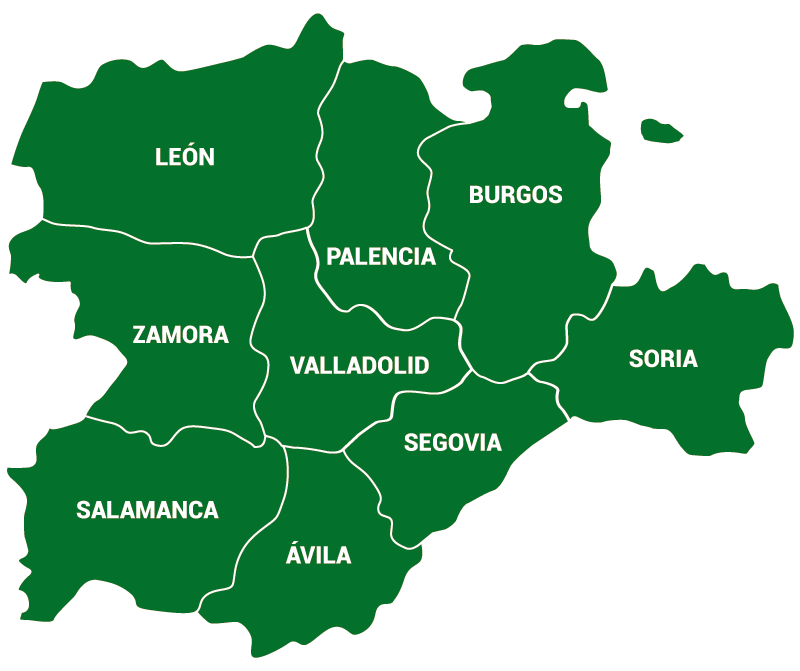 LEÓN
BURGOS
PALENCIA
ZAMORA
VALLADOLID
SORIA
SEGOVIA
SALAMANCA
ÁVILA